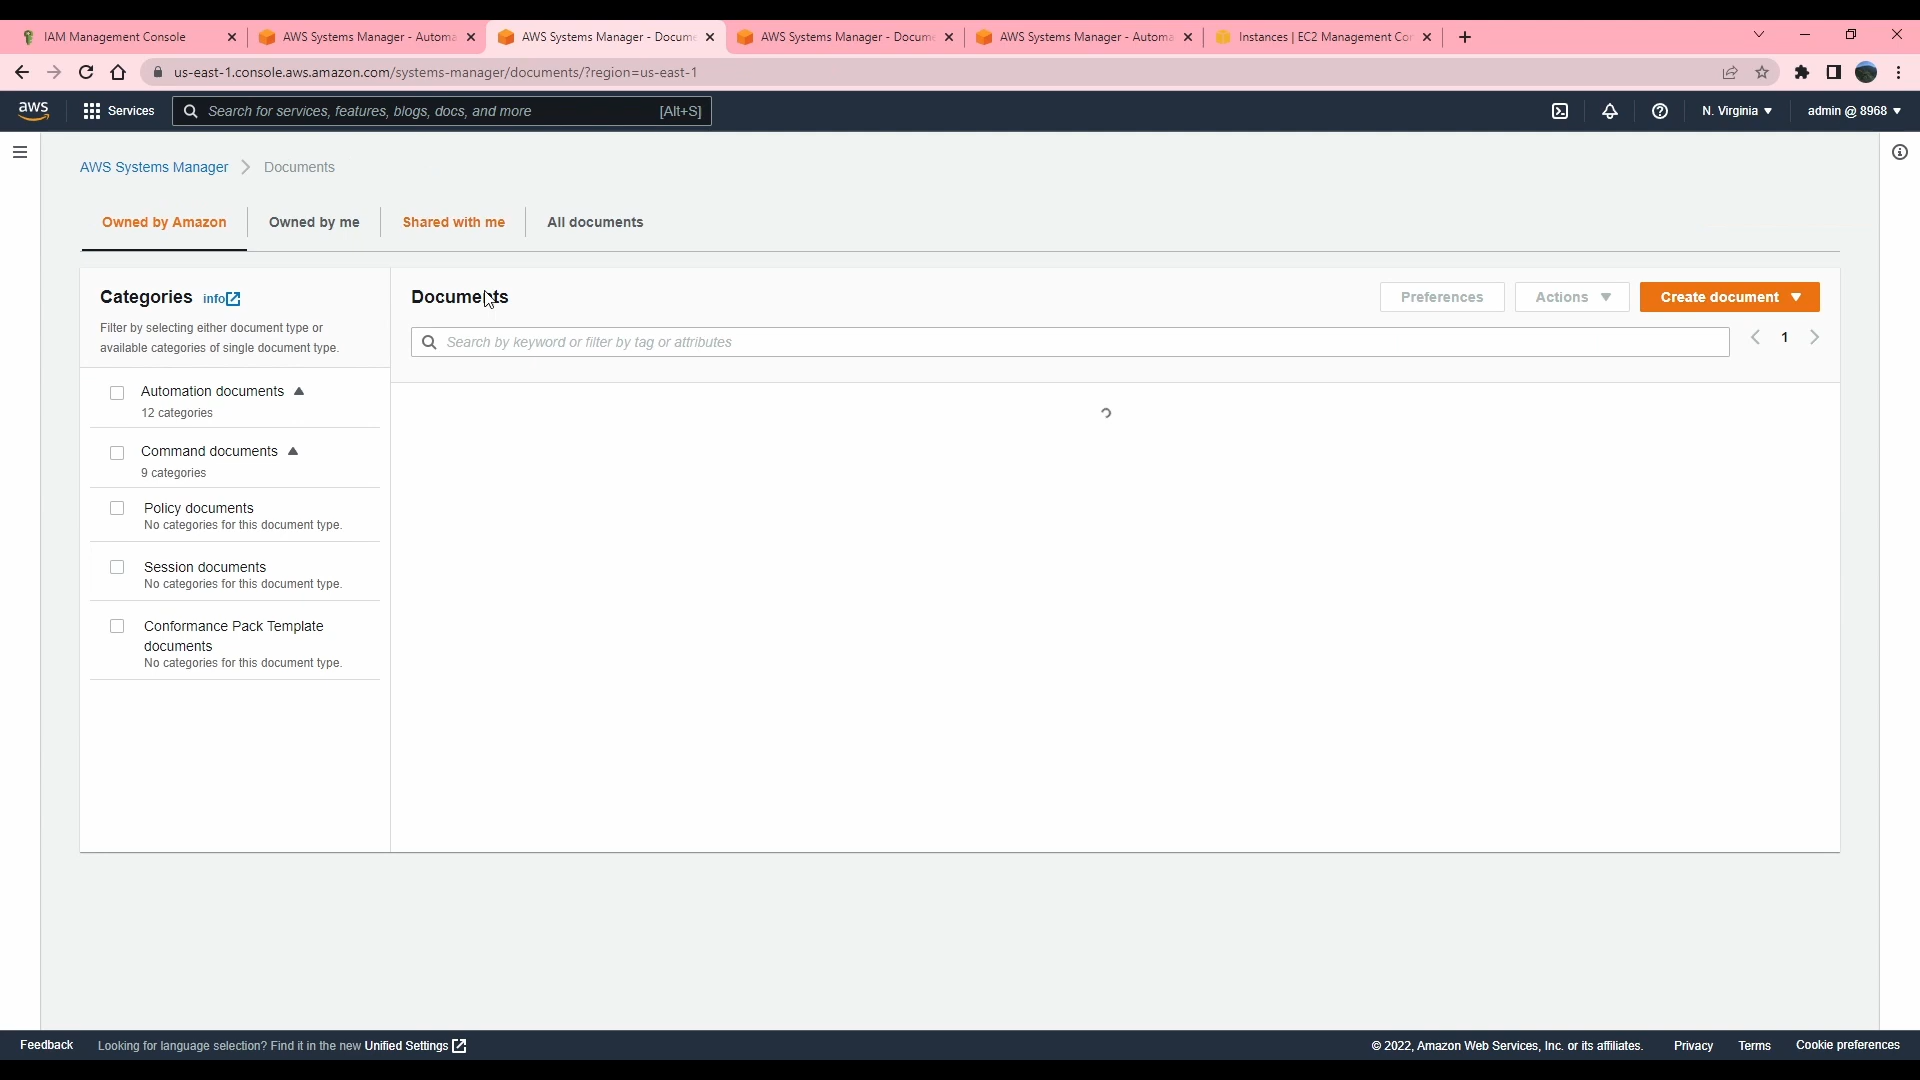 IAM Management Console
AWS Systems Manager - Automa
AWS Systems Manager - Docume
AWS Systems Manager - Docume
AWS Systems Manager - Automa
Instances | EC2 Management Con
us-east-1.console.aws.amazon.com/systems-manager/documents/?region=us-east-1
aws
Services
Search for services, features, blogs, docs, and more
[Alt+S]
N. Virginia
admin @ 8968
AWS Systems Manager
Documents
Owned by Amazon
Owned by me
Shared with me
All documents
Categories
info
Filter by selecting either document type or
available categories of single document type.
Automation documents
12 categories
Command documents
9 categories
Policy documents
No categories for this document type.
Session documents
No categories for this document type.
Conformance Pack Template
documents
No categories for this document type.
Documents
Preferences
Actions
Create document
Search by keyword or filter by tag or attributes
1
Feedback
Looking for language selection? Find it in the new Unified Settings
© 2022, Amazon Web Services, Inc. or its affiliates.
Privacy
Terms
Cookie preferences